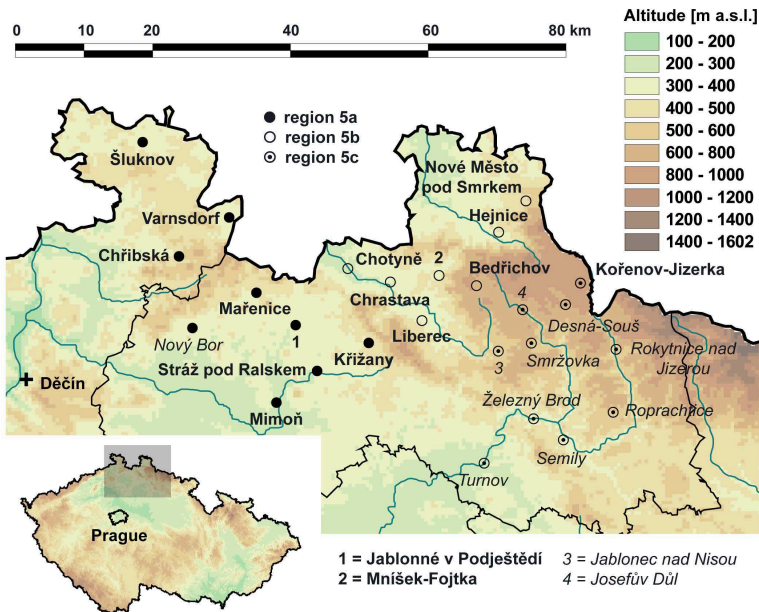 0 20 40 60 80 km
Altitude [m a.s.l.]
100 - 200
200 - 300
300 - 400
400 - 500
500 - 600
600 - 800
800 - 1000
1000 - 1200
1200 - 1400
1400 - 1602
region 5a
region 5b
region 5c
Šluknov
Nové Město
pod Smrkem
Varnsdorf
Hejnice
Chřibská
Chotyně
2
Bedřichov
Kořenov-Jizerka
Mařenice
Chrastava
4
Desná-Souš
Nový Bor
1
Liberec
Křižany
3
Smržovka
Rokytnice nad
Jizerou
Stráž pod Ralskem
Děčín
Mimoň
Železný Brod
Roprachtice
Semily
Turnov
Prague
1 = Jablonné v Podještědí
2 = Mníšek-Fojtka
3 = Jablonec nad Nisou
4 = Josefův Důl